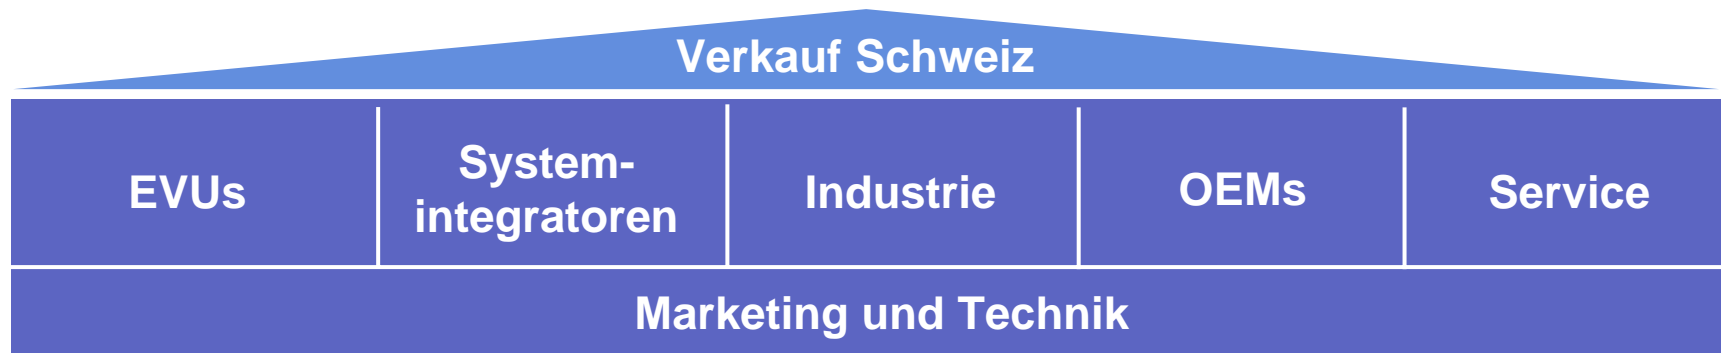 Verkauf Schweiz
EVUs
System-
integratoren
Industrie
OEMs
Service
Marketing und Technik